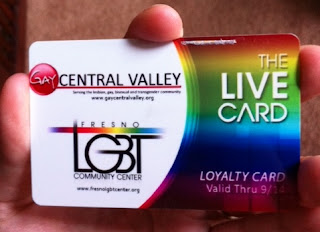 GAY CENTRAL VALLEY
Serving the lesbian, gay, bisexual and transgender community
www.gaycentralvalley.org
FRESNO
LGBT
COMMUNITY CENTER
www.fresnolgbtcenter.org
THE
LIVE
CARD
LOYALTY CARD
Valid Thru 9/14